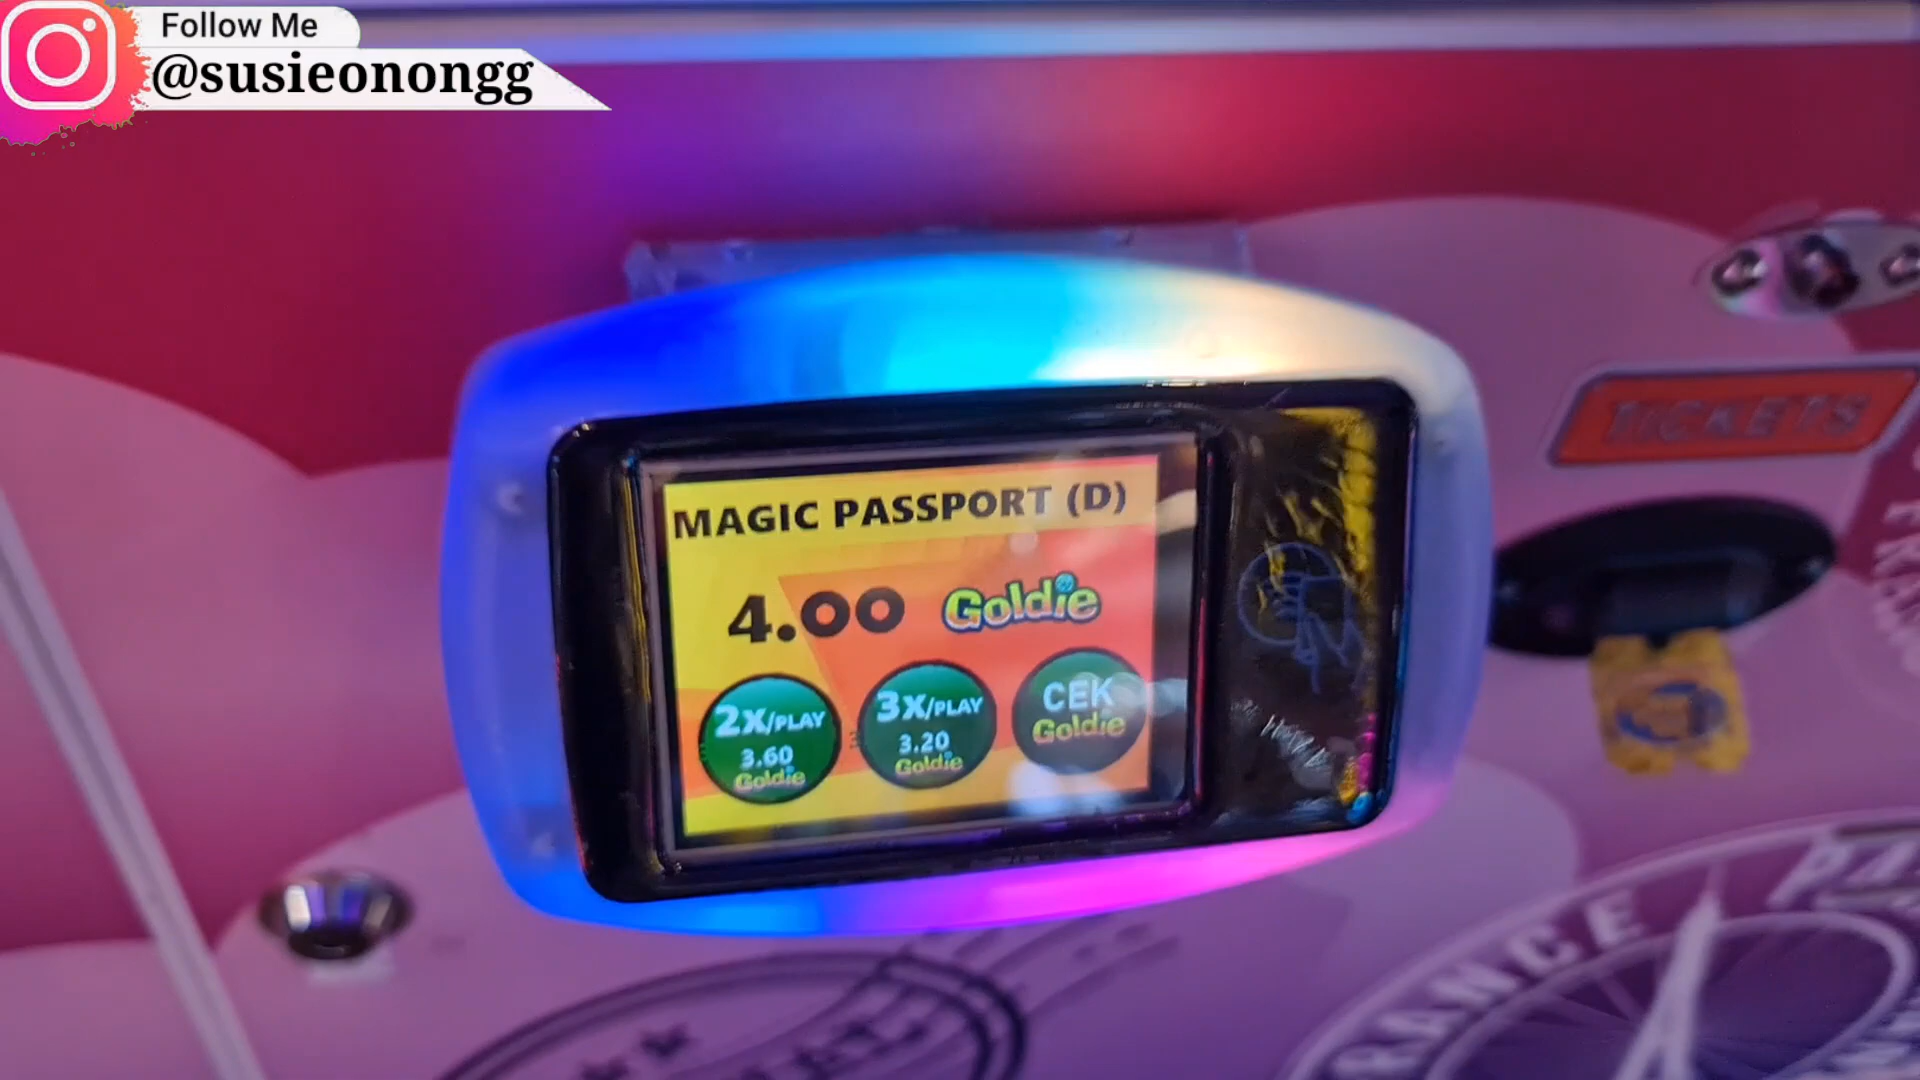 Follow Me
@susieonongg
MAGIC PASSPORT (D)
4.00 Goldie
2X/PLAY
3.60
Goldie
3X/PLAY
3.20
Goldie
CEK
Goldie
TICKETS